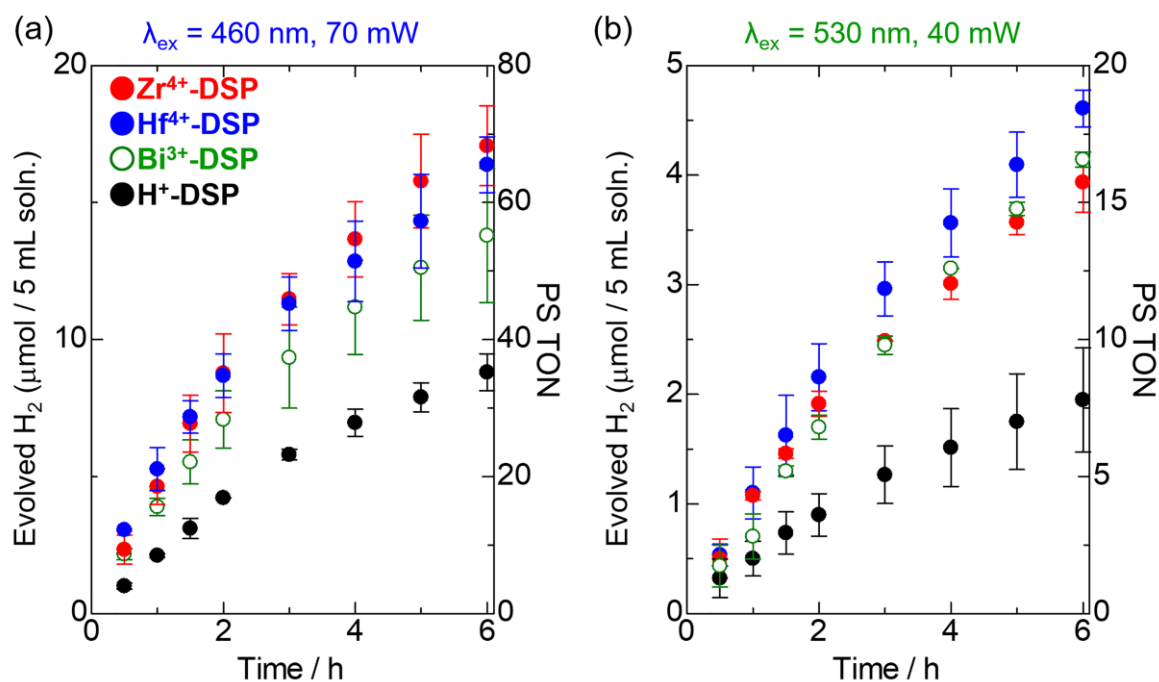 (a) λex = 460 nm, 70 mW
20
10
0
Evolved H2 (μmol / 5 mL soln.)
Zr4+-DSP
Hf4+-DSP
Bi3+-DSP
H+-DSP
80
60
40
20
0
PS TON
0 2 4 6
Time / h
(b) λex = 530 nm, 40 mW
5
4
3
2
1
0
Evolved H2 (μmol / 5 mL soln.)
20
15
10
5
0
PS TON
0 2 4 6
Time / h